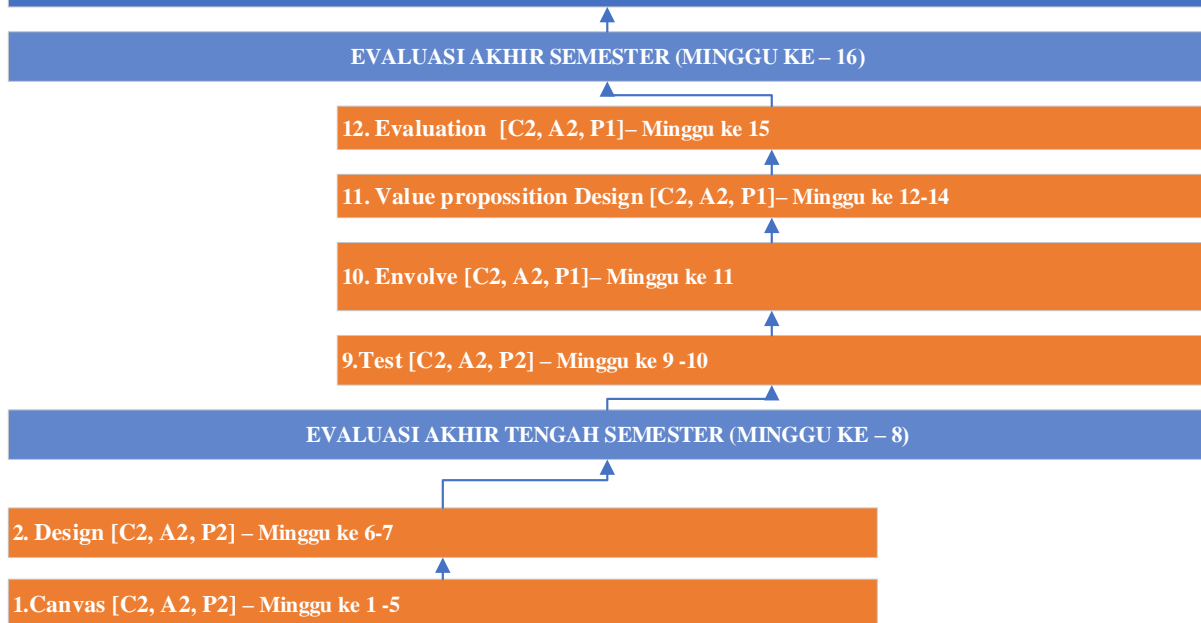 EVALUASI AKHIR SEMESTER (MINGGU KE – 16)
12. Evaluation [C2, A2, P1]– Minggu ke 15
11. Value propossition Design [C2, A2, P1]– Minggu ke 12-14
10. Envolve [C2, A2, P1]– Minggu ke 11
9.Test [C2, A2, P2] – Minggu ke 9 -10
EVALUASI AKHIR TENGAH SEMESTER (MINGGU KE – 8)
2. Design [C2, A2, P2] – Minggu ke 6-7
1.Canvas [C2, A2, P2] – Minggu ke 1 -5